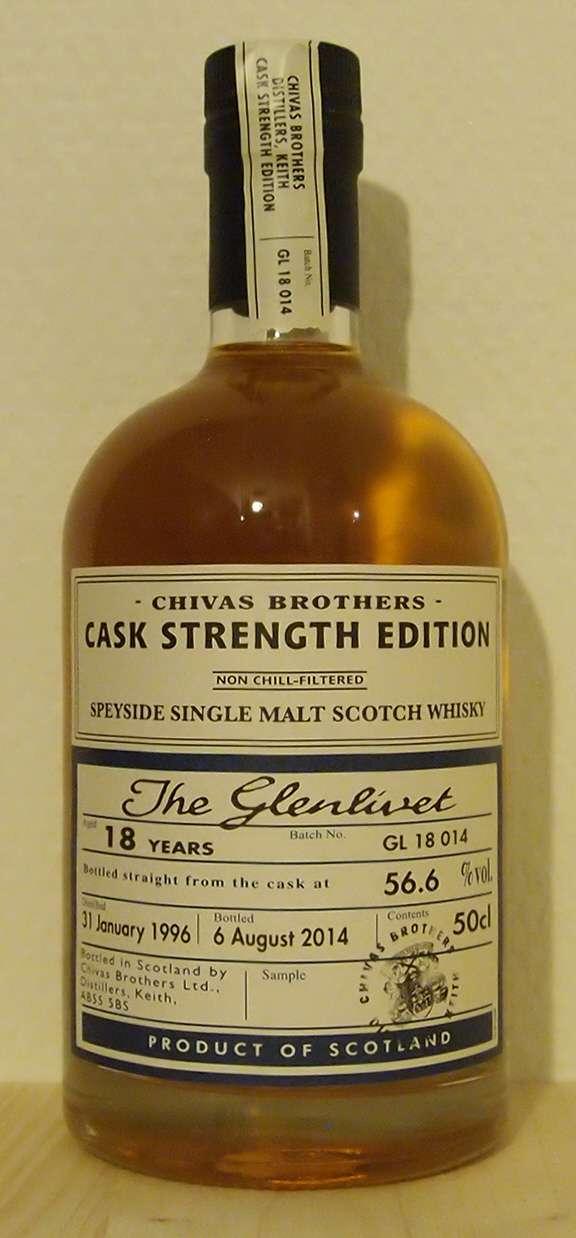 CHIVAS BROTHERS
DISTILLERS, KEITH
CASK STRENGTH EDITION
Batch No.
GL 18 014
- CHIVAS BROTHERS -
CASK STRENGTH EDITION
NON CHILL-FILTERED
SPEYSIDE SINGLE MALT SCOTCH WHISKY
The Glenlivet
Aged 18 YEARS Batch No. GL 18 014
Bottled straight from the cask at 56.6 % vol.
Distilled Bottled Contents
31 January 1996 6 August 2014 50cl
Bottled in Scotland by
Chivas Brothers Ltd.,
Distillers, Keith,
AB55 5BS
Sample
CHIVAS BROTHERS
KEITH
PRODUCT OF SCOTLAND